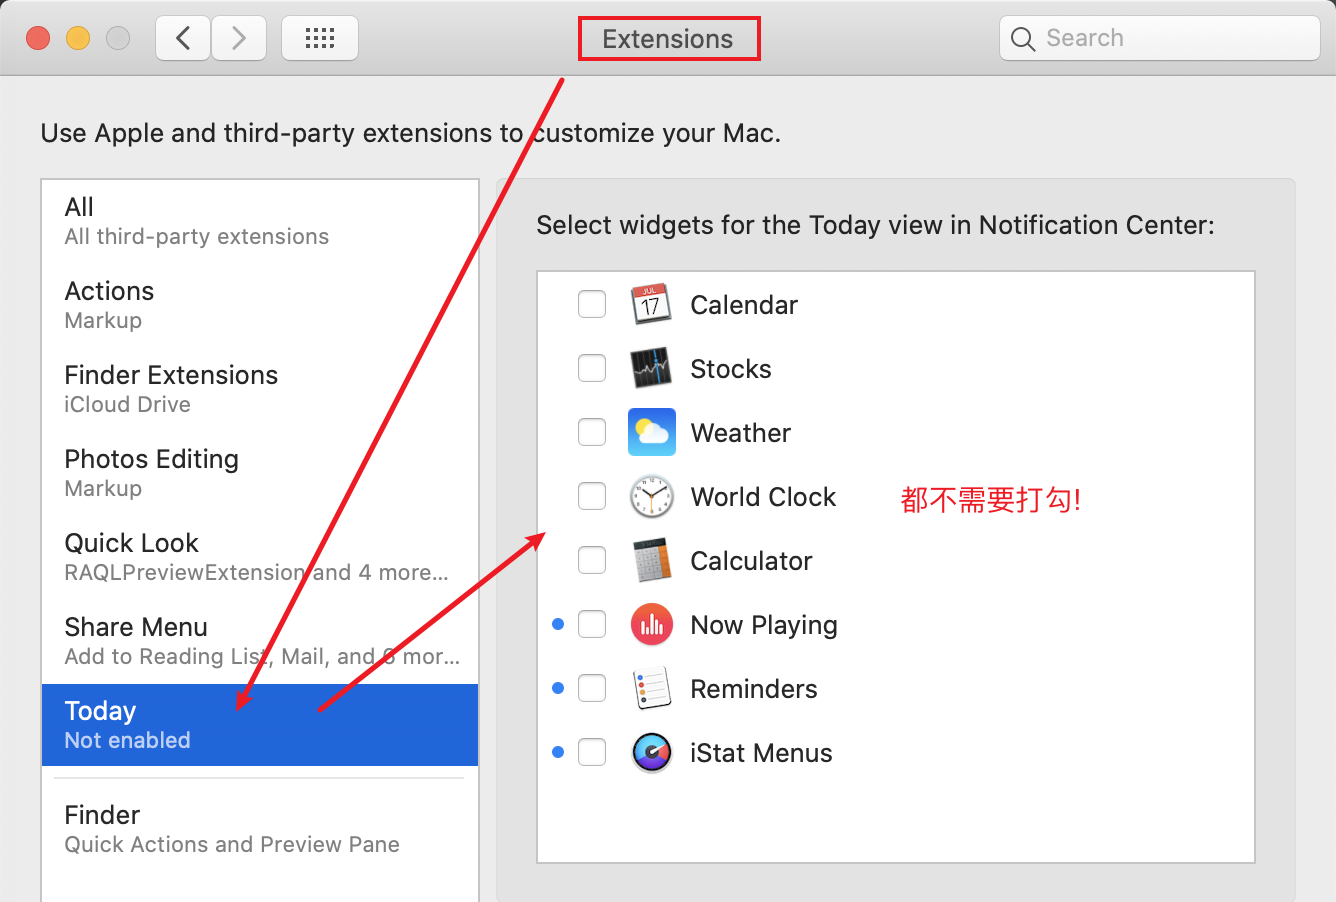 Extensions
Search
Use Apple and third-party extensions to customize your Mac.
All
All third-party extensions
Actions
Markup
Finder Extensions
iCloud Drive
Photos Editing
Markup
Quick Look
RAQLPreviewExtension and 4 more...
Share Menu
Add to Reading List, Mail, and 6 mor...
Today
Not enabled
Finder
Quick Actions and Preview Pane
Select widgets for the Today view in Notification Center:
JUL
17
Calendar
Stocks
Weather
World Clock
都不需要打勾!
Calculator
Now Playing
Reminders
iStat Menus